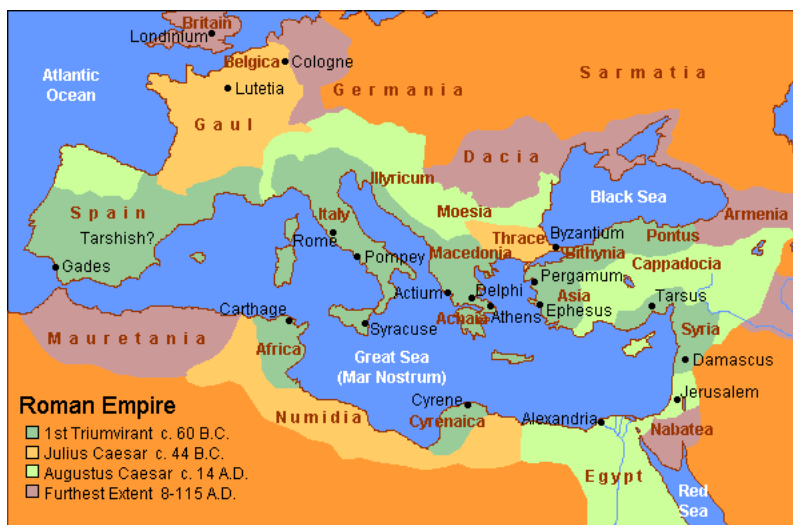 Britain
Londinium
Belgica
Cologne
Atlantic
Ocean
Lutetia
Germania
Sarmatia
Gaul
Dacia
Illyricum
Black Sea
Spain
Moesia
Armenia
Tarshish?
Italy
Rome
Thrace
Byzantium
Pontus
Bithynia
Macedonia
Pompey
Cappadocia
Gades
Pergamum
Actium
Delphi
Asia
Tarsus
Carthage
Achaia
Athens
Ephesus
Syracuse
Mauretania
Africa
Syria
Great Sea
(Mar Nostrum)
Damascus
Roman Empire
Cyrene
Jerusalem
Numidia
Cyrenaica
Alexandria
Nabatea
1st Triumvirant c. 60 B.C.
Julius Caesar c. 44 B.C.
Augustus Caesar c. 14 A.D.
Furthest Extent 8-115 A.D.
Egypt
Red
Sea